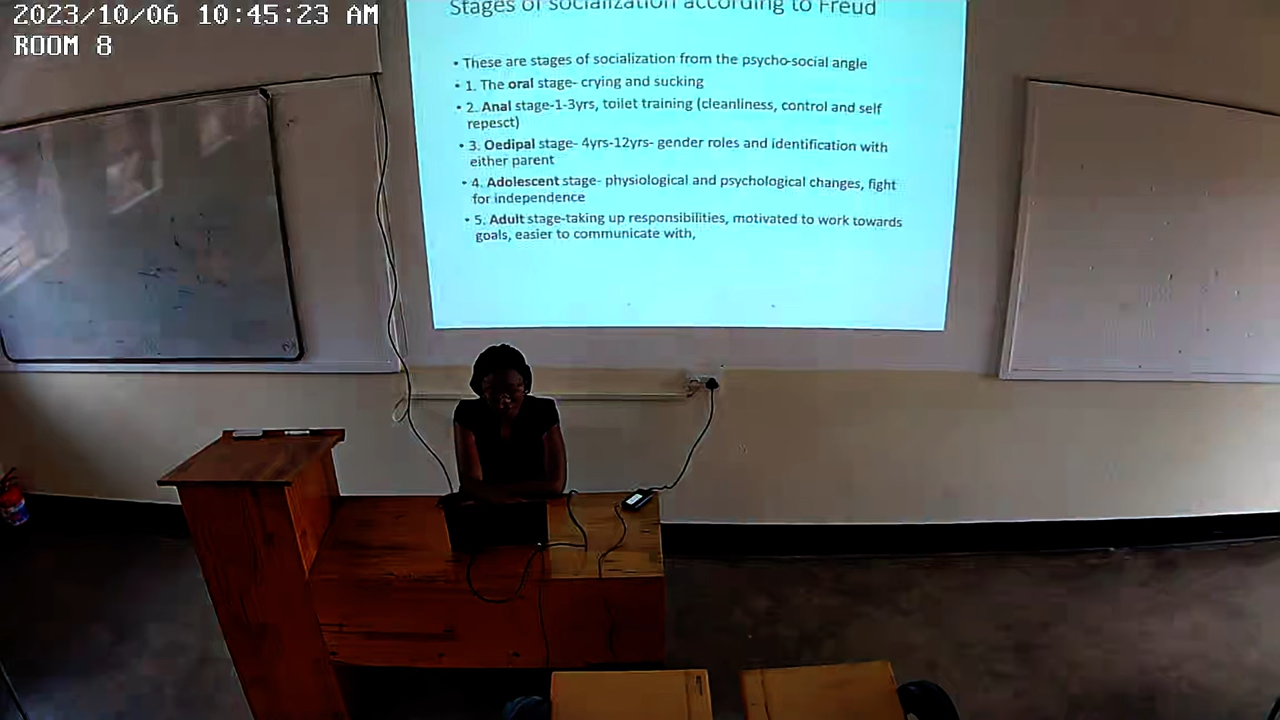 2023/10/06 10:45:23 AM
ROOM 8
Stages of socialization according to Freud
• These are stages of socialization from the psycho-social angle
• 1. The oral stage- crying and sucking
• 2. Anal stage-1-3yrs, toilet training (cleanliness, control and self
repesct)
• 3. Oedipal stage- 4yrs-12yrs- gender roles and identification with
either parent
• 4. Adolescent stage- physiological and psychological changes, fight
for independence
• 5. Adult stage-taking up responsibilities, motivated to work towards
goals, easier to communicate with,